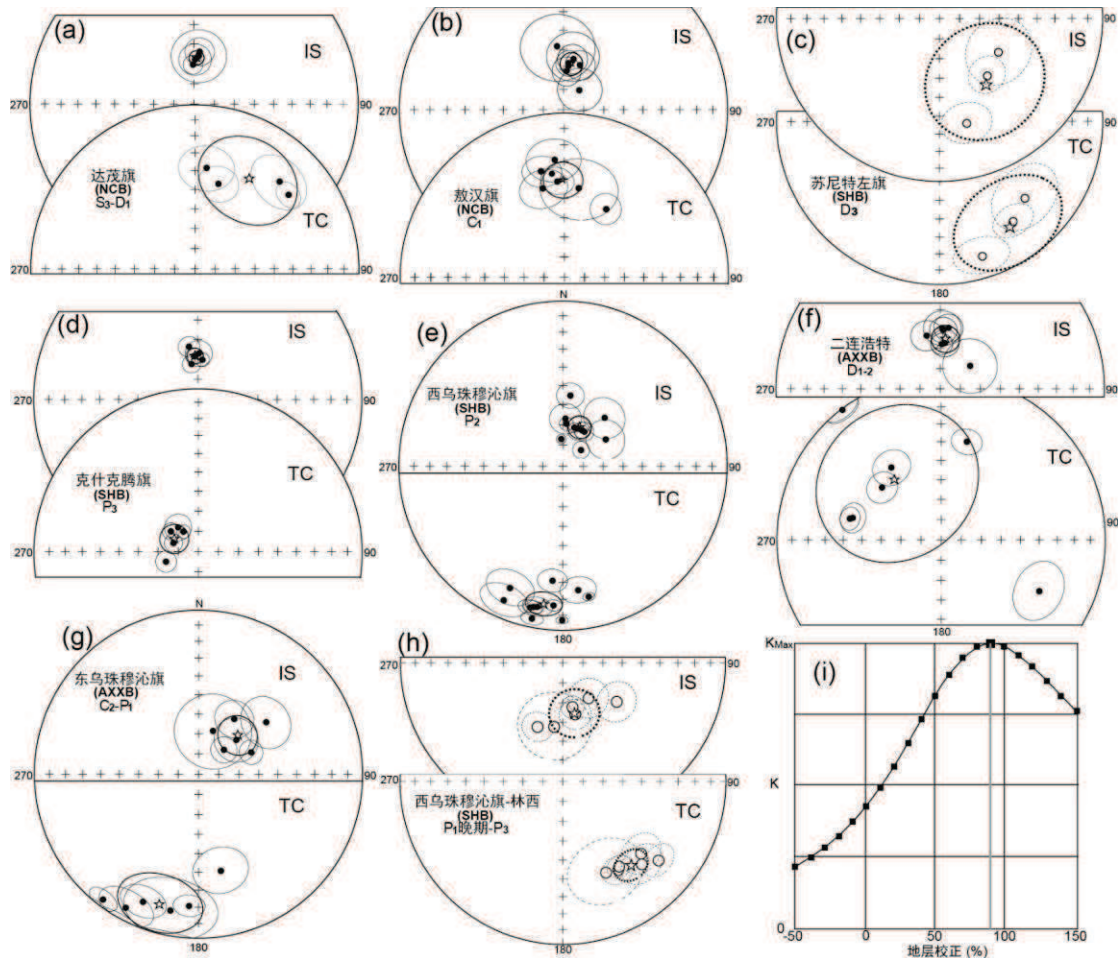 (a)
IS
270
90
达茂旗
(NCB)
S3-D1
TC
270
90
(b)
IS
270
90
敖汉旗
(NCB)
C1
TC
270
90
(c)
270
90
IS
270
90
TC
苏尼特左旗
(SHB)
D3
180
(d)
IS
270
90
TC
克什克腾旗
(SHB)
P3
270
90
(e)
N
IS
西乌珠穆沁旗
(SHB)
P2
270
90
TC
180
(f)
二连浩特
(AXXB)
D1-2
IS
270
90
TC
270
90
180
(g)
N
IS
东乌珠穆沁旗
(AXXB)
C2-P1
270
90
TC
180
(h)
270
90
IS
270
90
TC
西乌珠穆沁旗-林西
(SHB)
P1晚期-P3
180
(i)
KMax
K
0
-50
0
50
100
150
地层校正 (%)